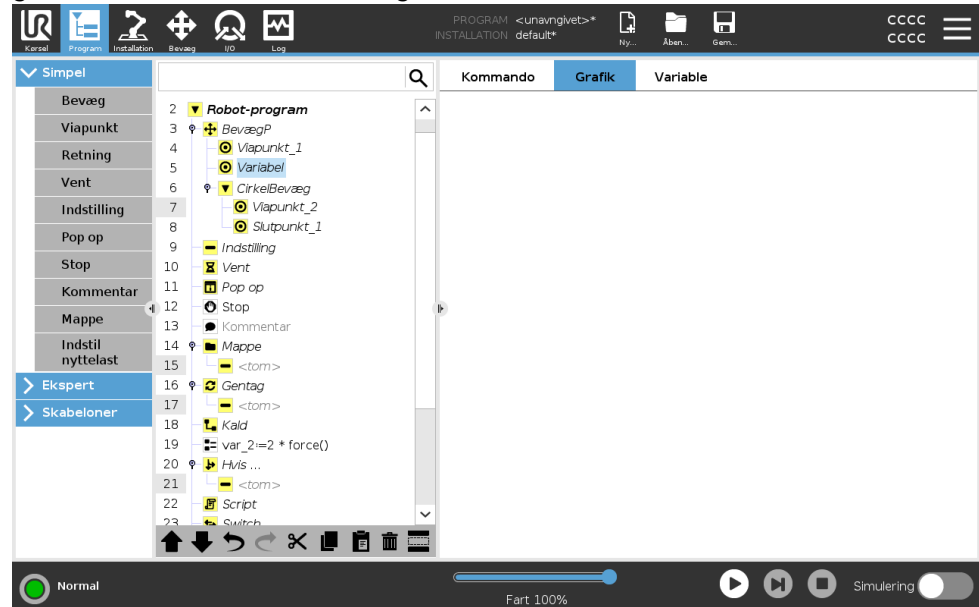 PROGRAM <unavngivet>*
INSTALLATION default*
Kørsel Program Installation Bevæg I/O Log
Ny... Åben... Gem...
cccc
cccc
Simpel
Bevæg
Viapunkt
Retning
Vent
Indstilling
Pop op
Stop
Kommentar
Mappe
Indstil
nyttelast
Ekspert
Skabeloner
2 Robot-program
3 BevægP
4 Viapunkt_1
5 Variabel
6 CirkelBevæg
7 Viapunkt_2
8 Slutpunkt_1
9 Indstilling
10 Vent
11 Pop op
12 Stop
13 Kommentar
14 Mappe
15 <tom>
16 Gentag
17 <tom>
18 Kald
19 var_2:=2 * force()
20 Hvis ...
21 <tom>
22 Script
23 Switch
Kommando Grafik Variable
Normal
Fart 100%
Simulering